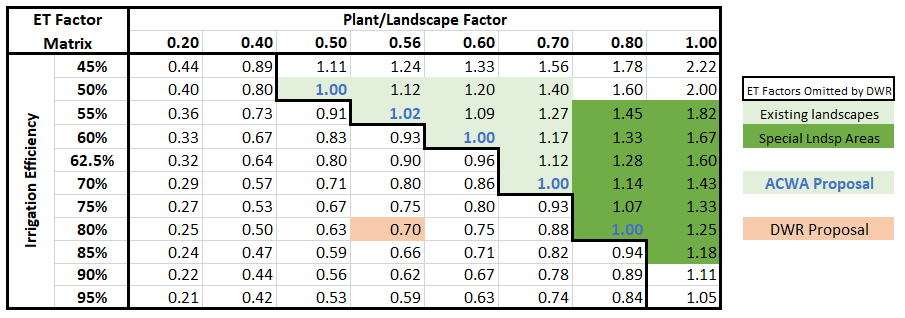 ET Factor Matrix Plant/Landscape Factor
0.20 0.40 0.50 0.56 0.60 0.70 0.80 1.00
Irrigation Efficiency
45% 0.44 0.89 1.11 1.24 1.33 1.56 1.78 2.22
50% 0.40 0.80 1.00 1.12 1.20 1.40 1.60 2.00
55% 0.36 0.73 0.91 1.02 1.09 1.27 1.45 1.82
60% 0.33 0.67 0.83 0.93 1.00 1.17 1.33 1.67
62.5% 0.32 0.64 0.80 0.90 0.96 1.12 1.28 1.60
70% 0.29 0.57 0.71 0.80 0.86 1.00 1.14 1.43
75% 0.27 0.53 0.67 0.75 0.80 0.93 1.07 1.33
80% 0.25 0.50 0.63 0.70 0.75 0.88 1.00 1.25
85% 0.24 0.47 0.59 0.66 0.71 0.82 0.94 1.18
90% 0.22 0.44 0.56 0.62 0.67 0.78 0.89 1.11
95% 0.21 0.42 0.53 0.59 0.63 0.74 0.84 1.05
ET Factors Omitted by DWR
Existing landscapes
Special Lndsp Areas
ACWA Proposal
DWR Proposal